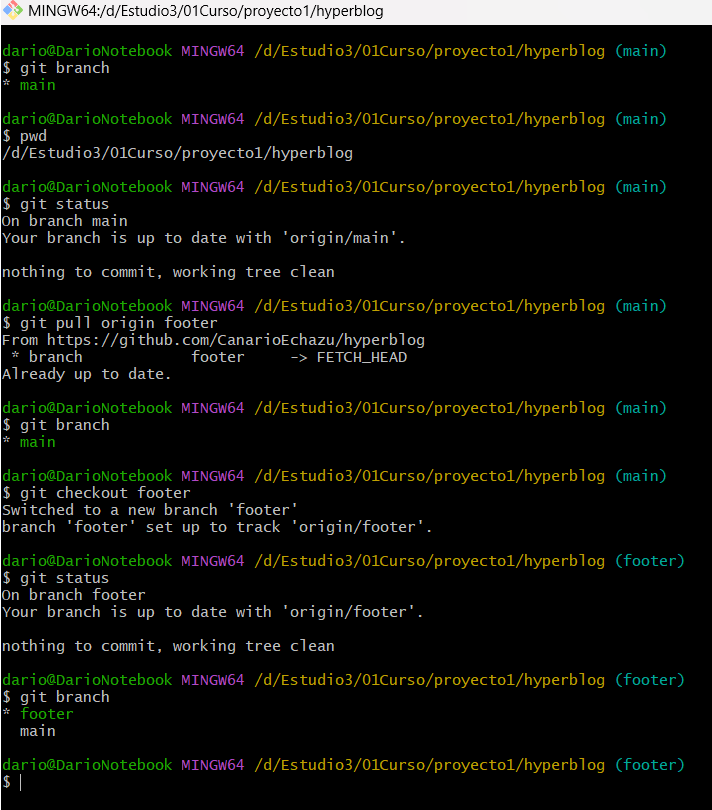 MINGW64:/d/Estudio3/01Curso/proyecto1/hyperblog
dario@DarioNotebook MINGW64 /d/Estudio3/01Curso/proyecto1/hyperblog (main)
$ git branch
* main
dario@DarioNotebook MINGW64 /d/Estudio3/01Curso/proyecto1/hyperblog (main)
$ pwd
/d/Estudio3/01Curso/proyecto1/hyperblog
dario@DarioNotebook MINGW64 /d/Estudio3/01Curso/proyecto1/hyperblog (main)
$ git status
On branch main
Your branch is up to date with 'origin/main'.
nothing to commit, working tree clean
dario@DarioNotebook MINGW64 /d/Estudio3/01Curso/proyecto1/hyperblog (main)
$ git pull origin footer
From https://github.com/CanarioEchazu/hyperblog
 * branch            footer     -> FETCH_HEAD
Already up to date.
dario@DarioNotebook MINGW64 /d/Estudio3/01Curso/proyecto1/hyperblog (main)
$ git branch
* main
dario@DarioNotebook MINGW64 /d/Estudio3/01Curso/proyecto1/hyperblog (main)
$ git checkout footer
Switched to a new branch 'footer'
branch 'footer' set up to track 'origin/footer'.
dario@DarioNotebook MINGW64 /d/Estudio3/01Curso/proyecto1/hyperblog (footer)
$ git status
On branch footer
Your branch is up to date with 'origin/footer'.
nothing to commit, working tree clean
dario@DarioNotebook MINGW64 /d/Estudio3/01Curso/proyecto1/hyperblog (footer)
$ git branch
* footer
  main
dario@DarioNotebook MINGW64 /d/Estudio3/01Curso/proyecto1/hyperblog (footer)
$